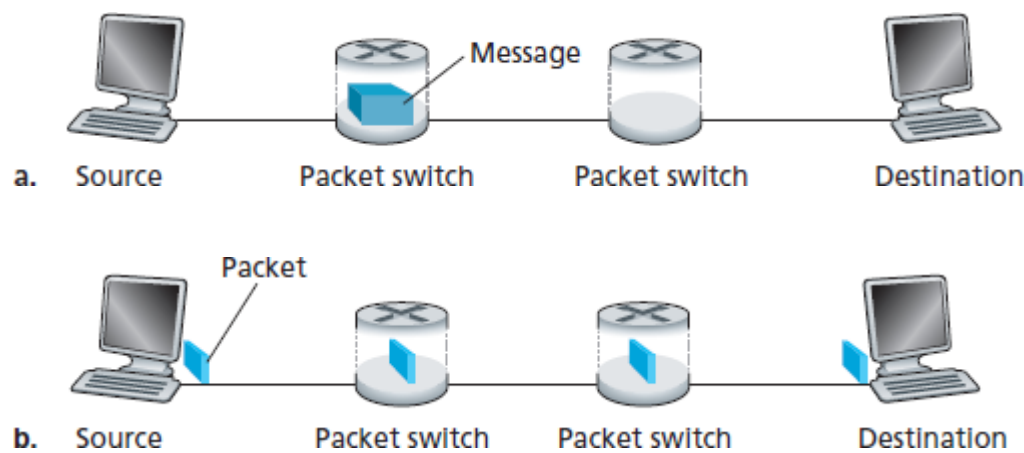 Message
a. Source Packet switch Packet switch Destination
Packet
b. Source Packet switch Packet switch Destination